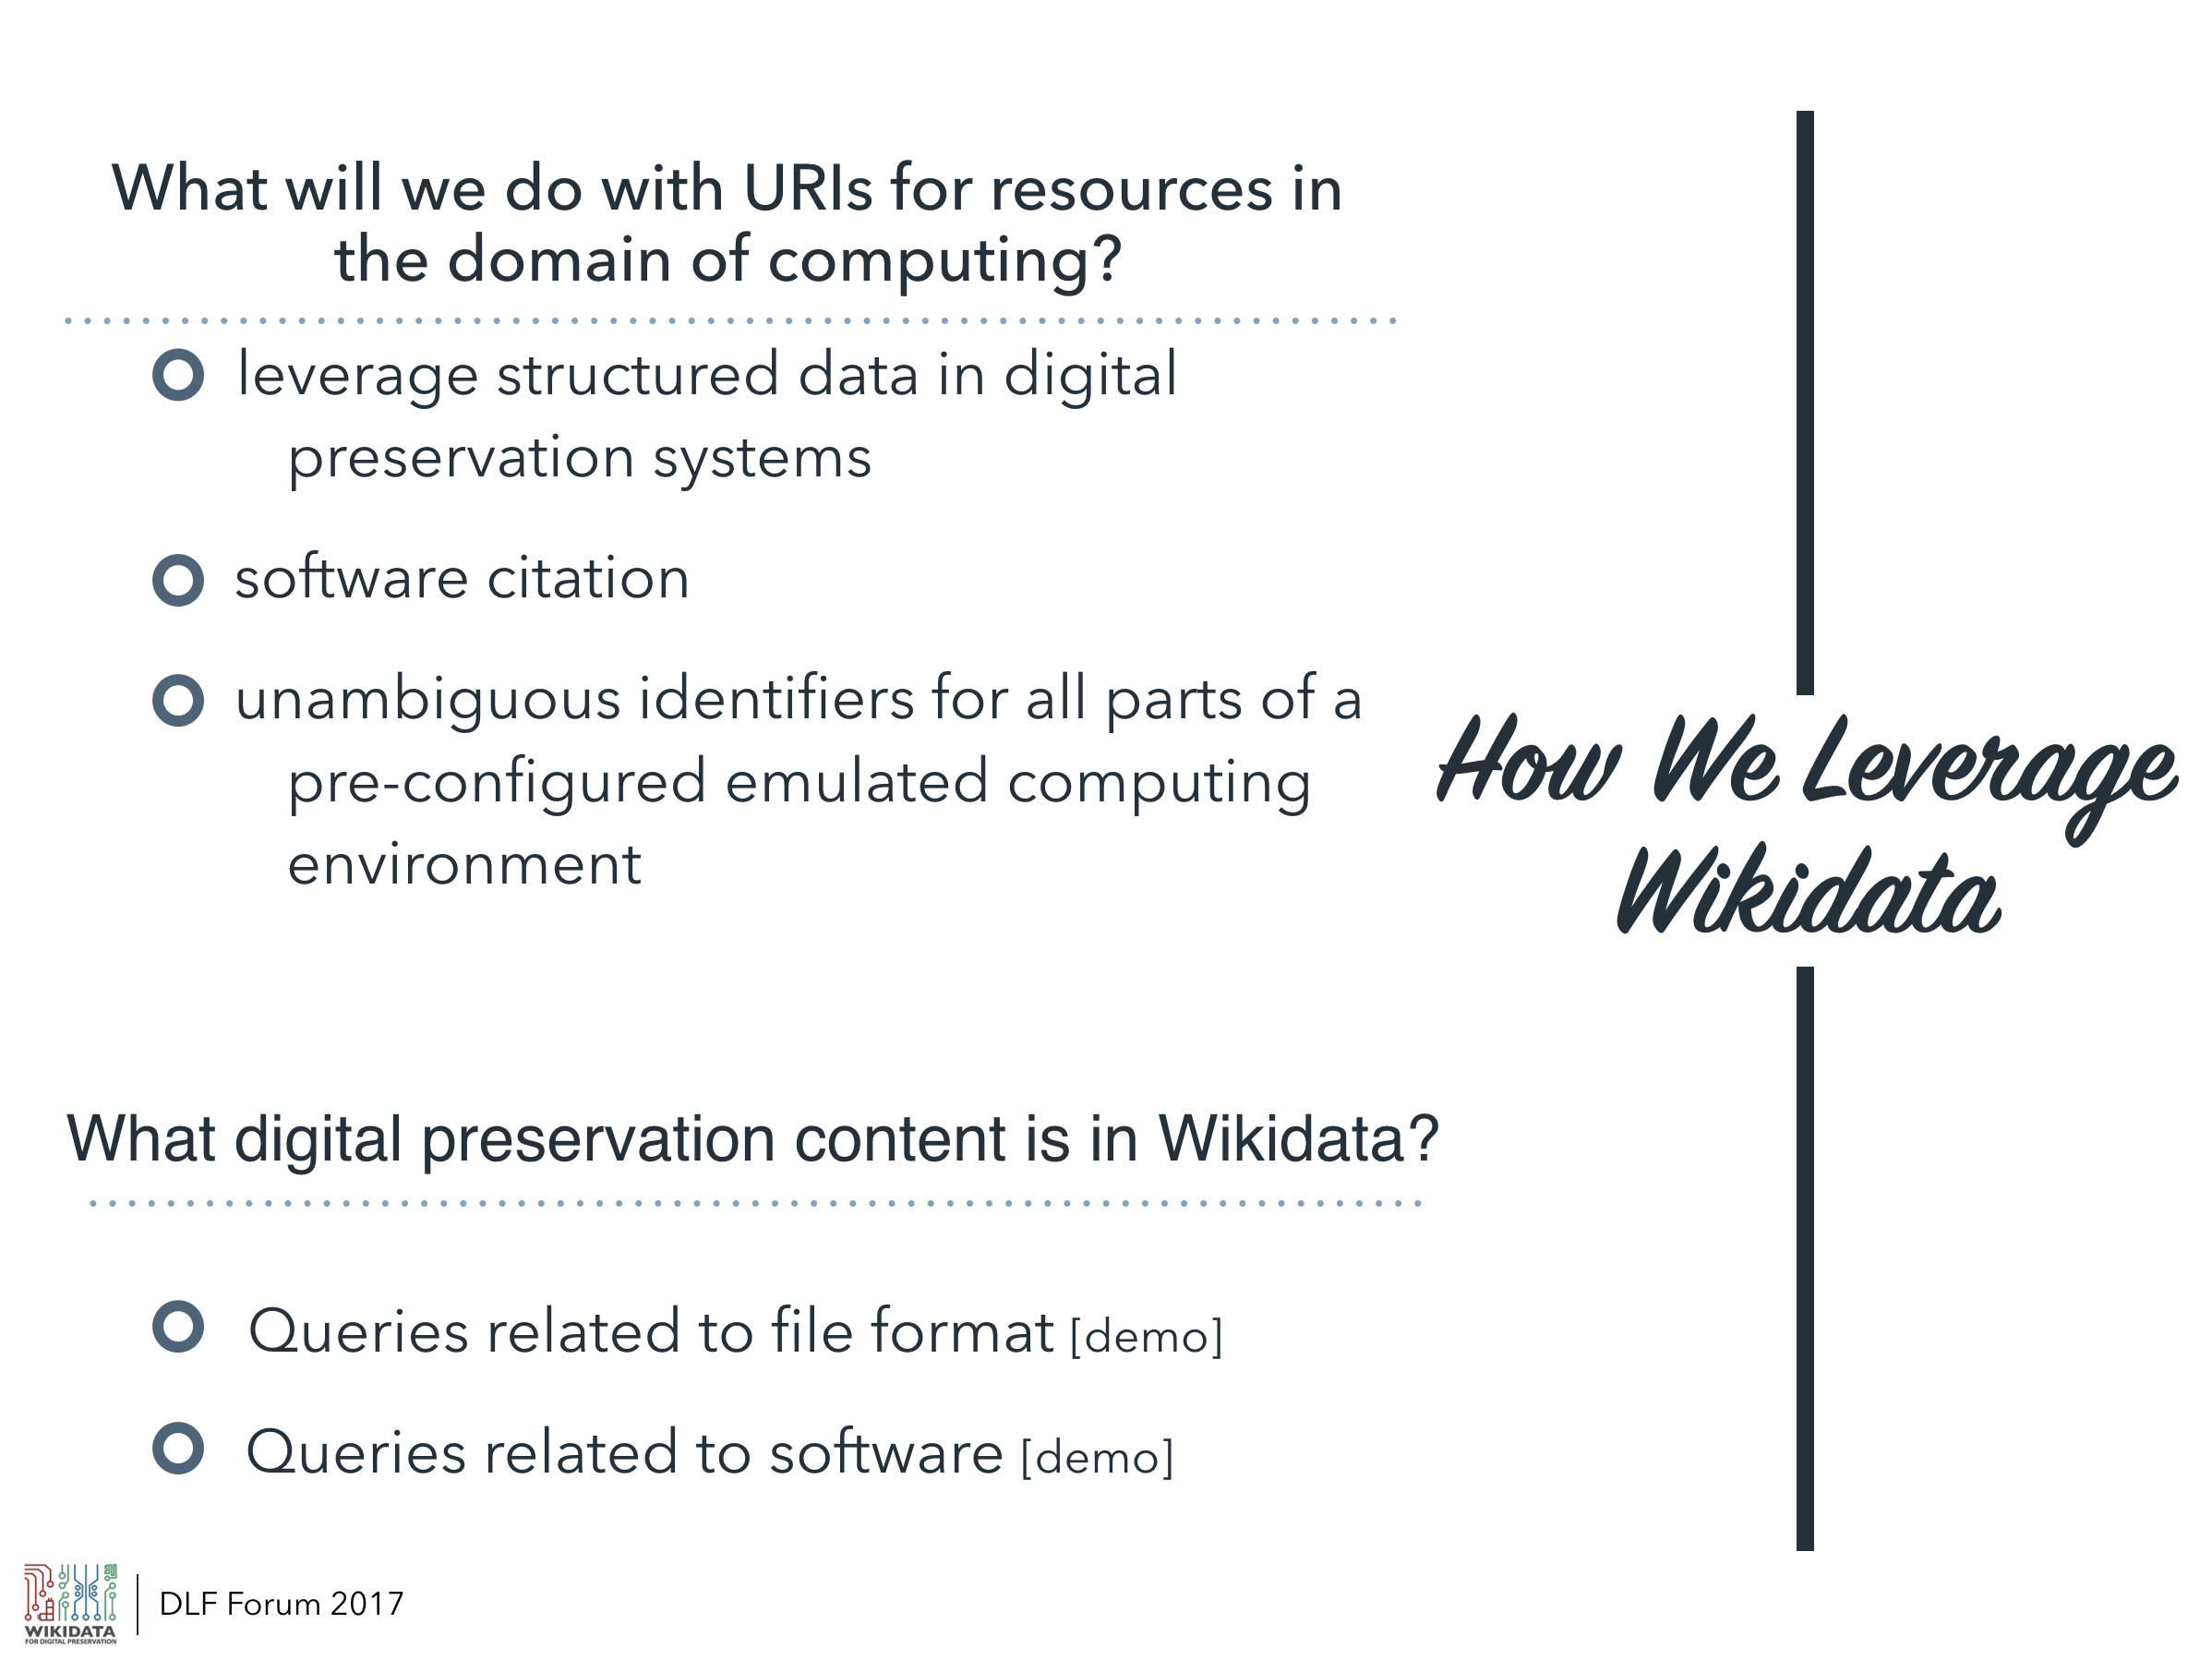 What will we do with URIs for resources in
the domain of computing?
leverage structured data in digital
preservation systems
software citation
unambiguous identifiers for all parts of a
pre-configured emulated computing
environment
How We Leverage
Wikidata
What digital preservation content is in Wikidata?
Queries related to file format [demo]
Queries related to software [demo]
WIKIDATA
FOR DIGITAL PRESERVATION
DLF Forum 2017